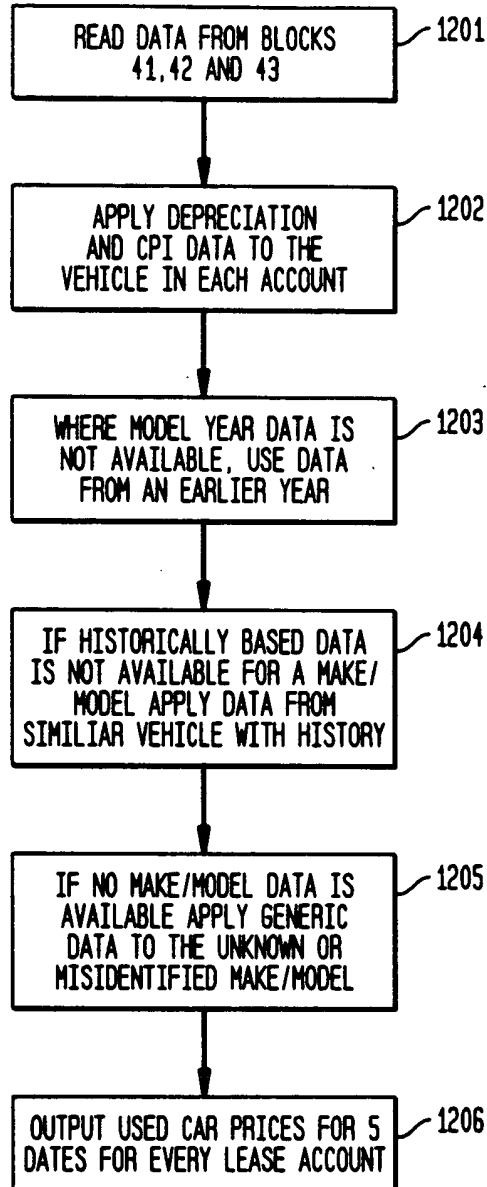 READ DATA FROM BLOCKS
41,42 AND 43
1201
APPLY DEPRECIATION
AND CPI DATA TO THE
VEHICLE IN EACH ACCOUNT
1202
WHERE MODEL YEAR DATA IS
NOT AVAILABLE, USE DATA
FROM AN EARLIER YEAR
1203
IF HISTORICALLY BASED DATA
IS NOT AVAILABLE FOR A MAKE/
MODEL APPLY DATA FROM
SIMILIAR VEHICLE WITH HISTORY
1204
IF NO MAKE/MODEL DATA IS
AVAILABLE APPLY GENERIC
DATA TO THE UNKNOWN OR
MISIDENTIFIED MAKE/MODEL
1205
OUTPUT USED CAR PRICES FOR 5
DATES FOR EVERY LEASE ACCOUNT
1206